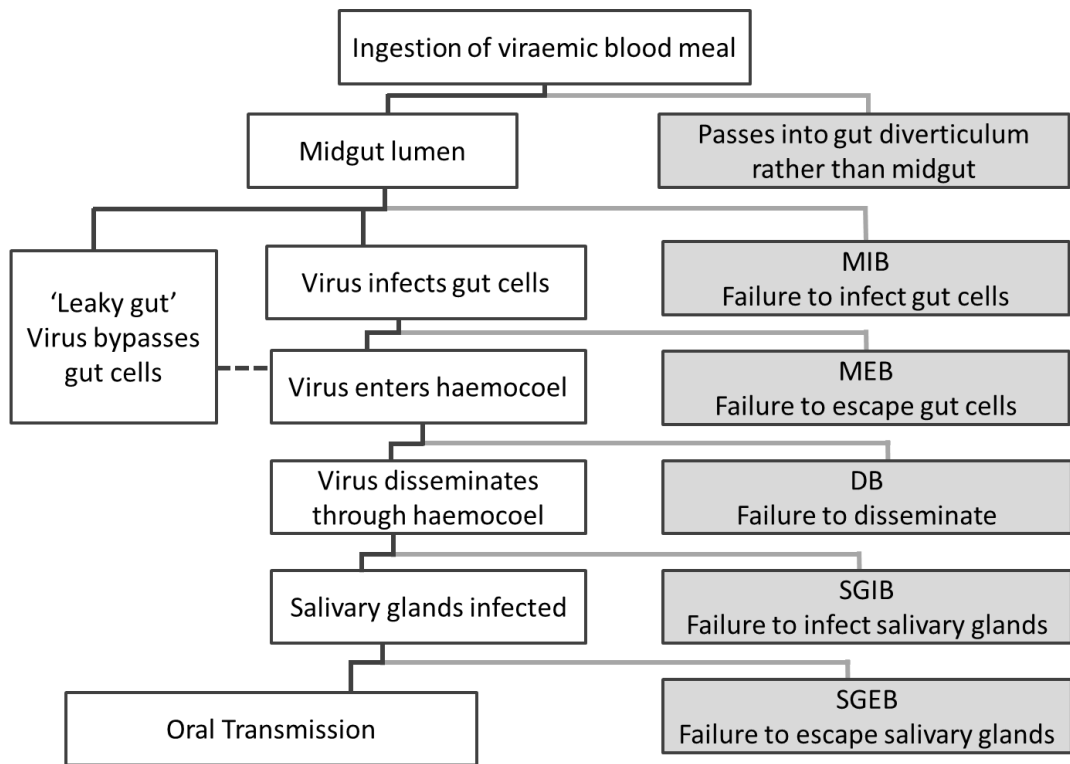 Ingestion of viraemic blood meal
Midgut lumen
Passes into gut diverticulum
rather than midgut
‘Leaky gut’
Virus bypasses
gut cells
Virus infects gut cells
MIB
Failure to infect gut cells
Virus enters haemocoel
MEB
Failure to escape gut cells
Virus disseminates
through haemocoel
DB
Failure to disseminate
Salivary glands infected
SGIB
Failure to infect salivary glands
Oral Transmission
SGEB
Failure to escape salivary glands